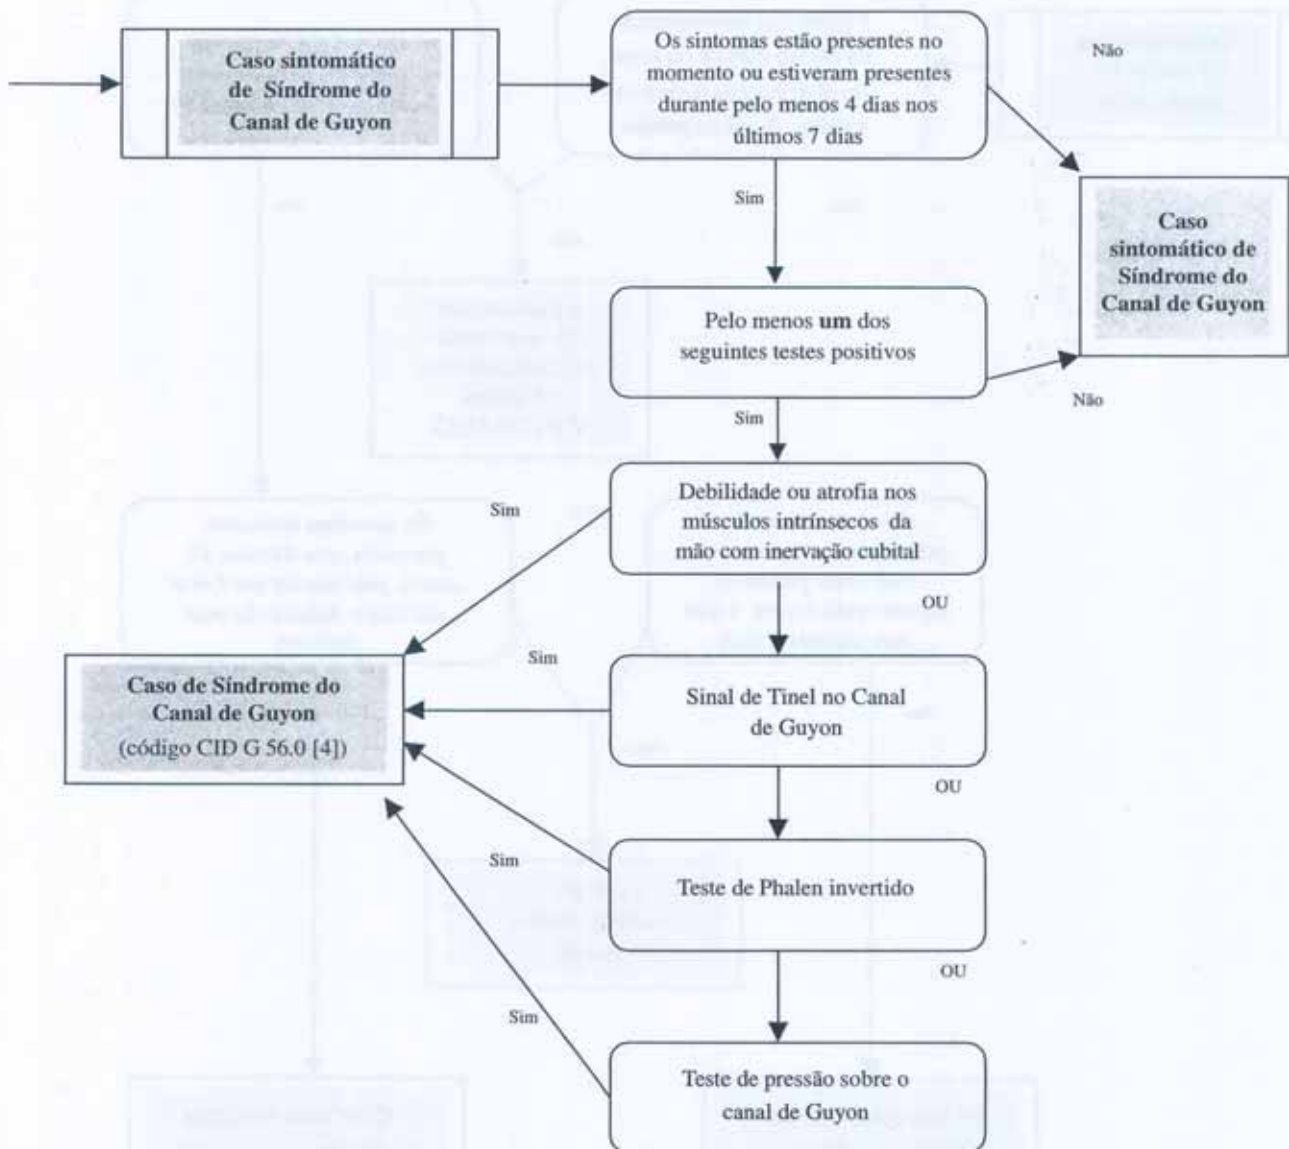 Caso sintomático
de Síndrome do
Canal de Guyon
Os sintomas estão presentes no
momento ou estiveram presentes
durante pelo menos 4 dias nos
últimos 7 dias
Não
Sim
Caso
sintomático de
Síndrome do
Canal de Guyon
Pelo menos um dos
seguintes testes positivos
Não
Sim
Debilidade ou atrofia nos
músculos intrínsecos da
mão com inervação cubital
Sim
OU
Sim
Caso de Síndrome do
Canal de Guyon
(código CID G 56.0 [4])
Sinal de Tinel no Canal
de Guyon
OU
Sim
Teste de Phalen invertido
OU
Sim
Teste de pressão sobre o
canal de Guyon